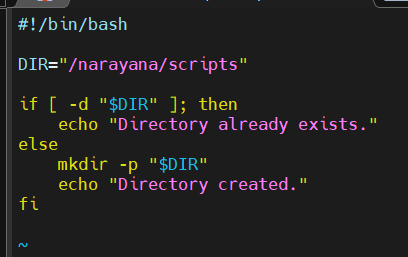 #!/bin/bash
DIR="/narayana/scripts"
if [ -d "$DIR" ]; then
    echo "Directory already exists."
else
    mkdir -p "$DIR"
    echo "Directory created."
fi
~